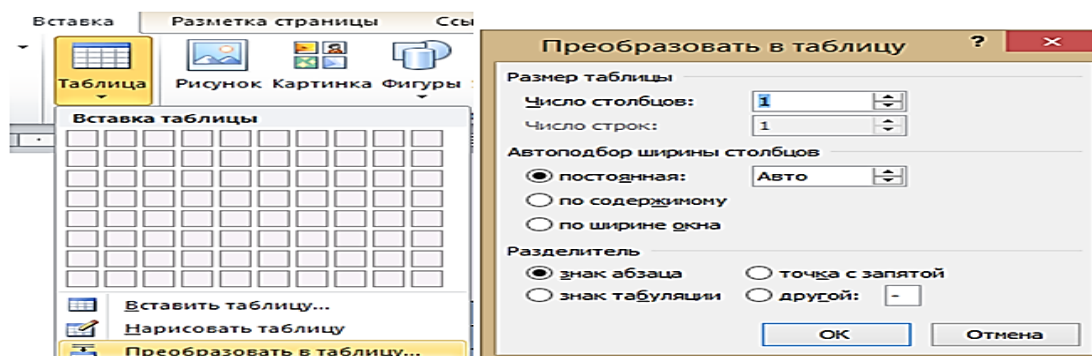 Вставка Разметка страницы Ссы
Таблица Рисунок Картинка Фигуры
Вставка таблицы
Вставить таблицу...
Нарисовать таблицу
Преобразовать в таблицу...
Преобразовать в таблицу ? ×
Размер таблицы
Число столбцов: 1
Число строк: 1
Автоподбор ширины столбцов
постоянная: Авто
по содержимому
по ширине окна
Разделитель
знак абзаца точка с запятой
знак табуляции другой: -
ОК Отмена